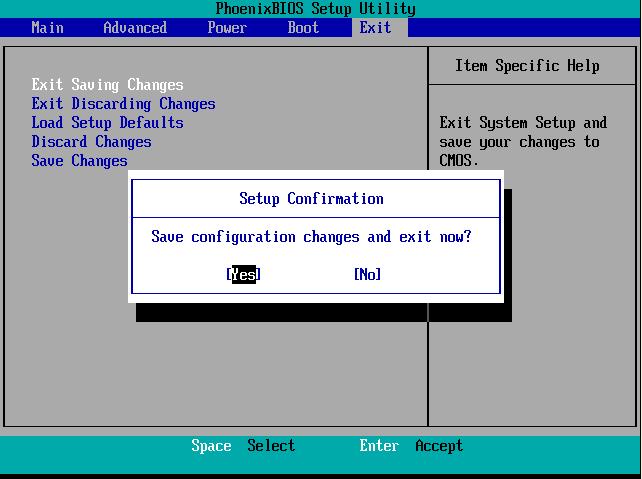 PhoenixBIOS Setup Utility
Main Advanced Power Boot Exit
Exit Saving Changes
Exit Discarding Changes
Load Setup Defaults
Discard Changes
Save Changes
Item Specific Help
Exit System Setup and
save your changes to
CMOS.
Setup Confirmation
Save configuration changes and exit now?
[Yes] [No]
Space Select Enter Accept